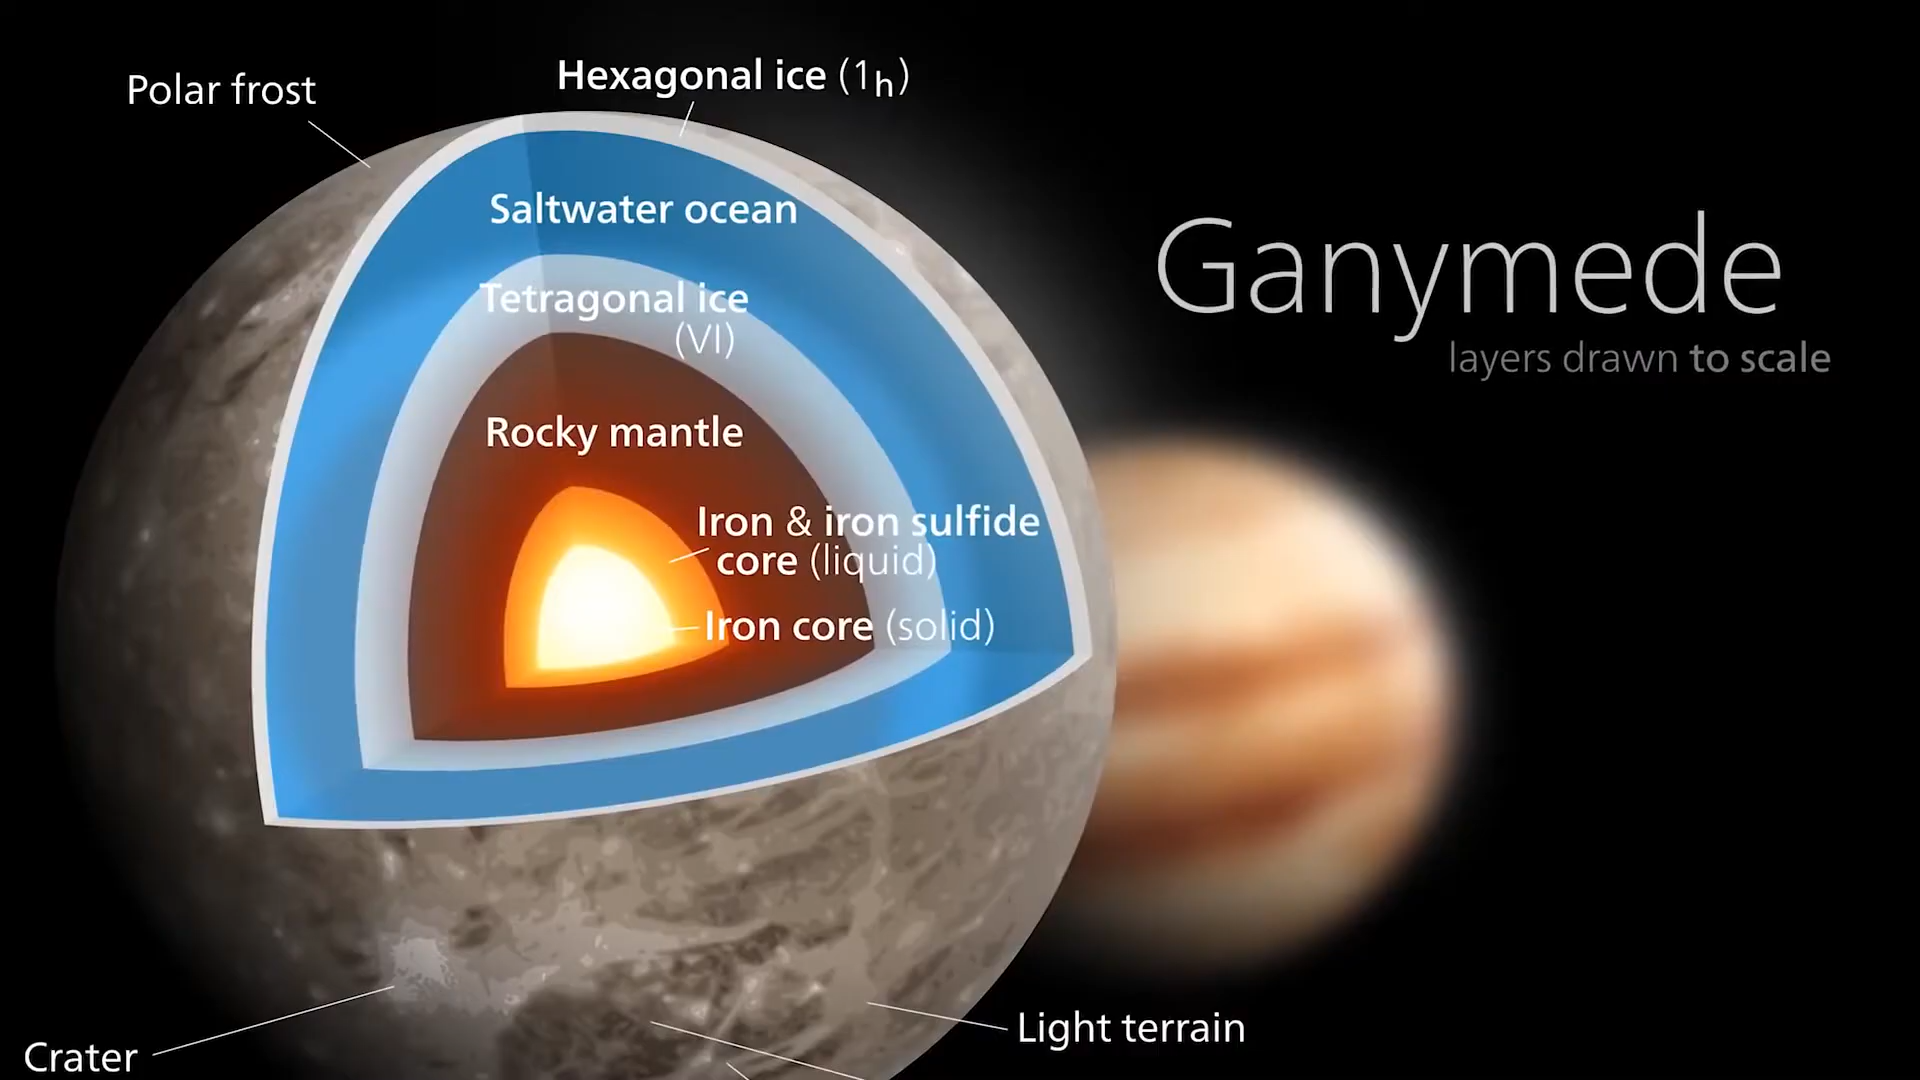 Polar frost
Hexagonal ice (1h)
Saltwater ocean
Tetragonal ice
(VI)
Rocky mantle
Iron & iron sulfide
core (liquid)
Iron core (solid)
Ganymede
layers drawn to scale
Light terrain
Crater